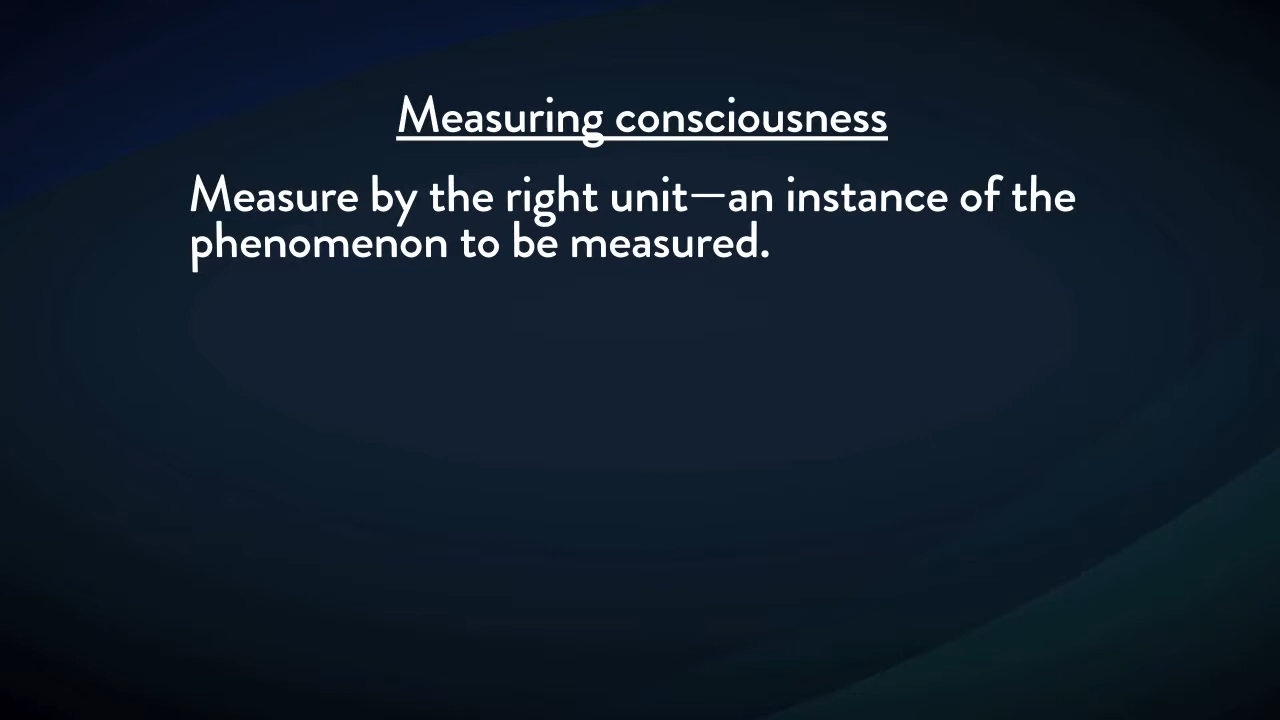 Measuring consciousness
Measure by the right unit—an instance of the
phenomenon to be measured.